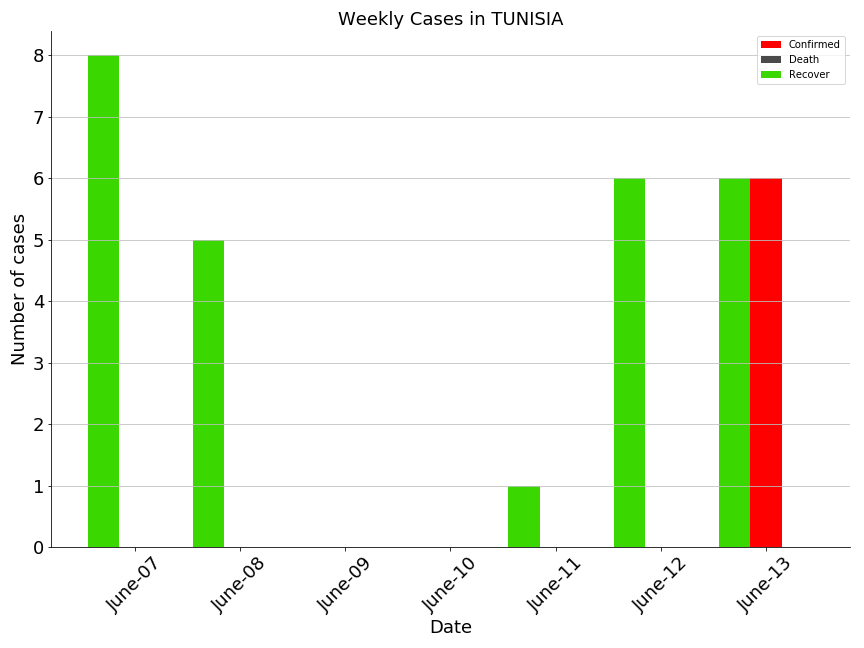 Weekly Cases in TUNISIA
Confirmed
Death
Recover
Number of cases
8
7
6
5
4
3
2
1
0
June-07
June-08
June-09
June-10
June-11
June-12
June-13
Date